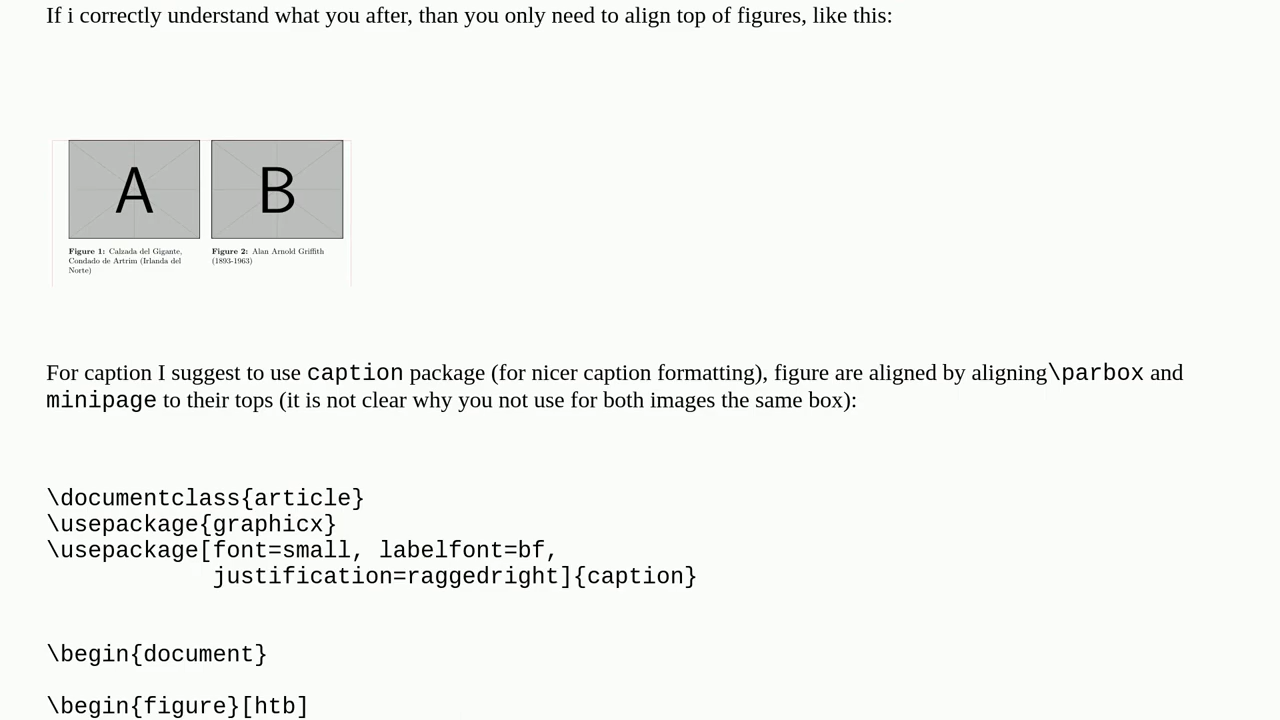 If i correctly understand what you after, than you only need to align top of figures, like this:
A B
Figure 1: Calzada del Gigante,
Condado de Artrim (Irlanda del
Norte)
Figure 2: Alan Arnold Griffith
(1893-1963)
For caption I suggest to use caption package (for nicer caption formatting), figure are aligned by aligning\parbox and
minipage to their tops (it is not clear why you not use for both images the same box):
\documentclass{article}
\usepackage{graphicx}
\usepackage[font=small, labelfont=bf,
            justification=raggedright]{caption}
\begin{document}
\begin{figure}[htb]